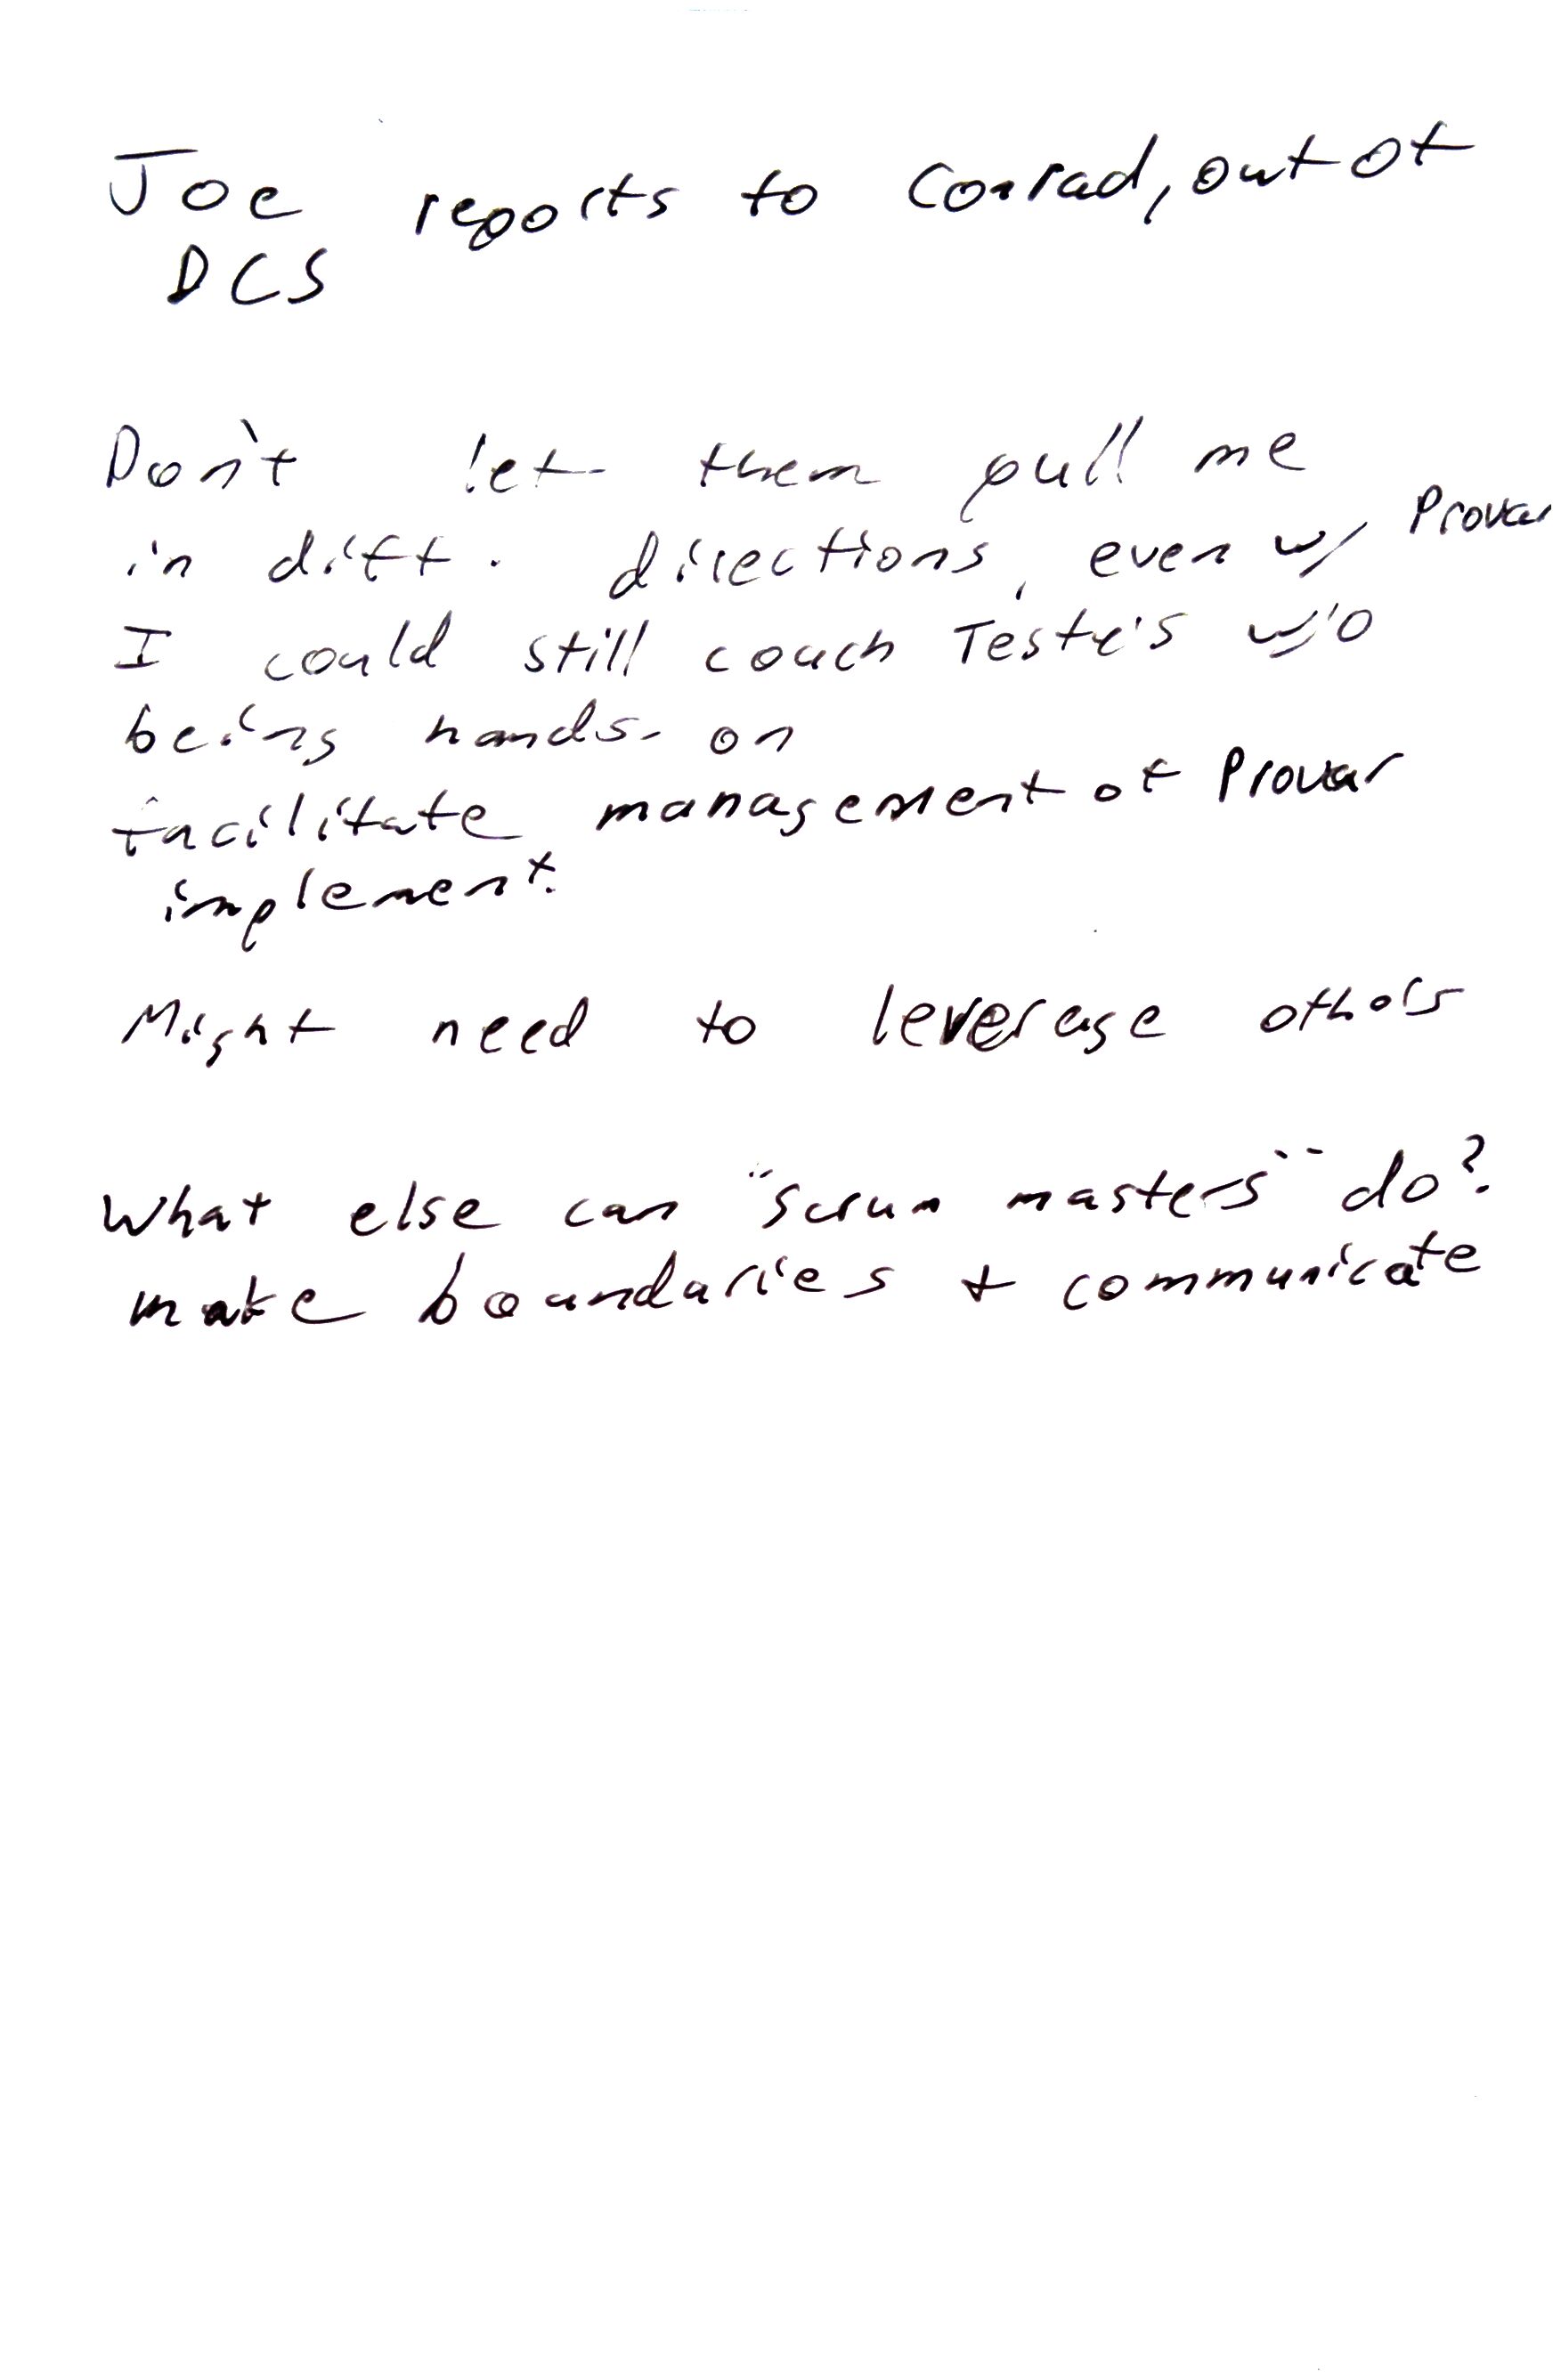 Joe reports to Conrad, out of
DCS
Don't let them pull me
in diff. directions, even w/ Provar
I could still coach Testers w/o
being hands-on
facilitate management of Provar
implement.
Might need to leverage others
What else can "scrum masters" do?
make boundaries + communicate